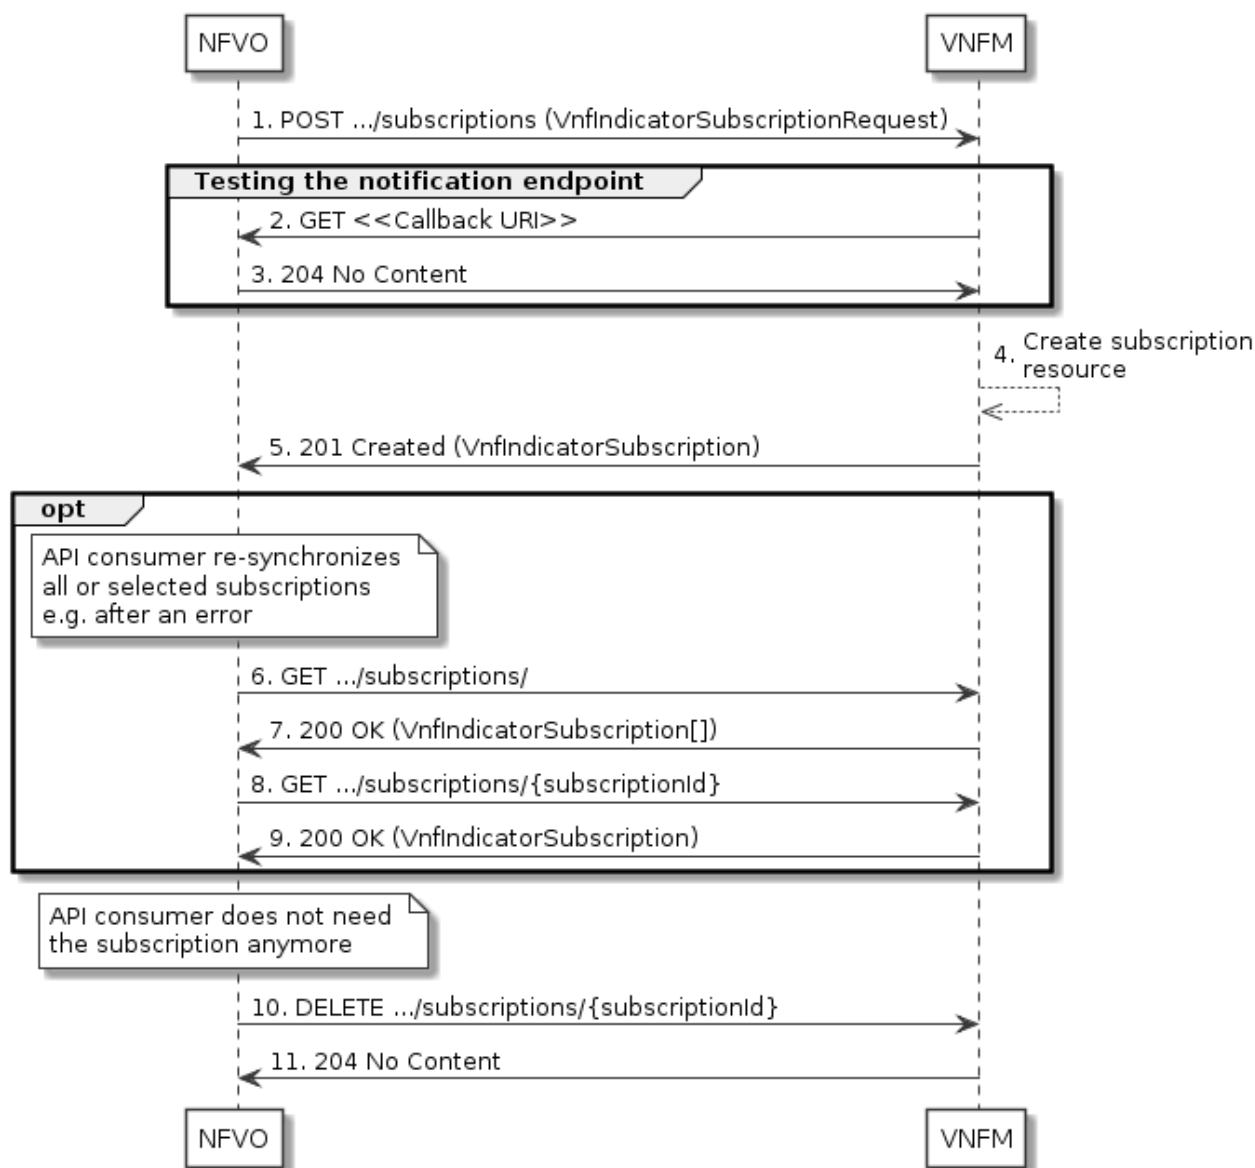 NFVO
VNFM
1. POST .../subscriptions (VnfIndicatorSubscriptionRequest)
Testing the notification endpoint
2. GET <<Callback URI>>
3. 204 No Content
4. Create subscription
resource
5. 201 Created (VnfIndicatorSubscription)
opt
API consumer re-synchronizes
all or selected subscriptions
e.g. after an error
6. GET .../subscriptions/
7. 200 OK (VnfIndicatorSubscription[])
8. GET .../subscriptions/{subscriptionId}
9. 200 OK (VnfIndicatorSubscription)
API consumer does not need
the subscription anymore
10. DELETE .../subscriptions/{subscriptionId}
11. 204 No Content
NFVO
VNFM